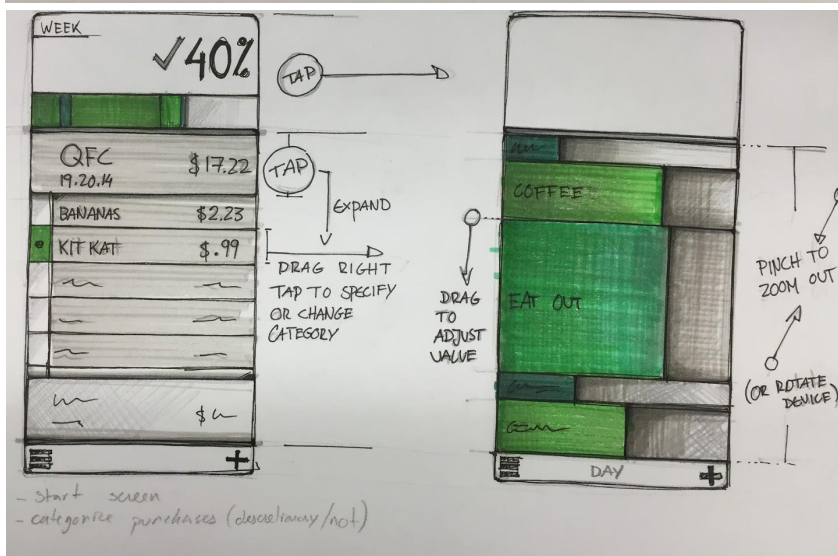 WEEK
✓40%
TAP
QFC
$17.22
19.20.14
TAP
EXPAND
BANANAS
$2.23
KIT KAT
$.99
DRAG RIGHT
TAP TO SPECIFY
OR CHANGE
CATEGORY
$
- start screen
- categorize purchases (/not)
COFFEE
EAT OUT
DRAG
TO
ADJUST
VALUE
PINCH TO
ZOOM OUT
(OR ROTATE
DEVICE)
DAY